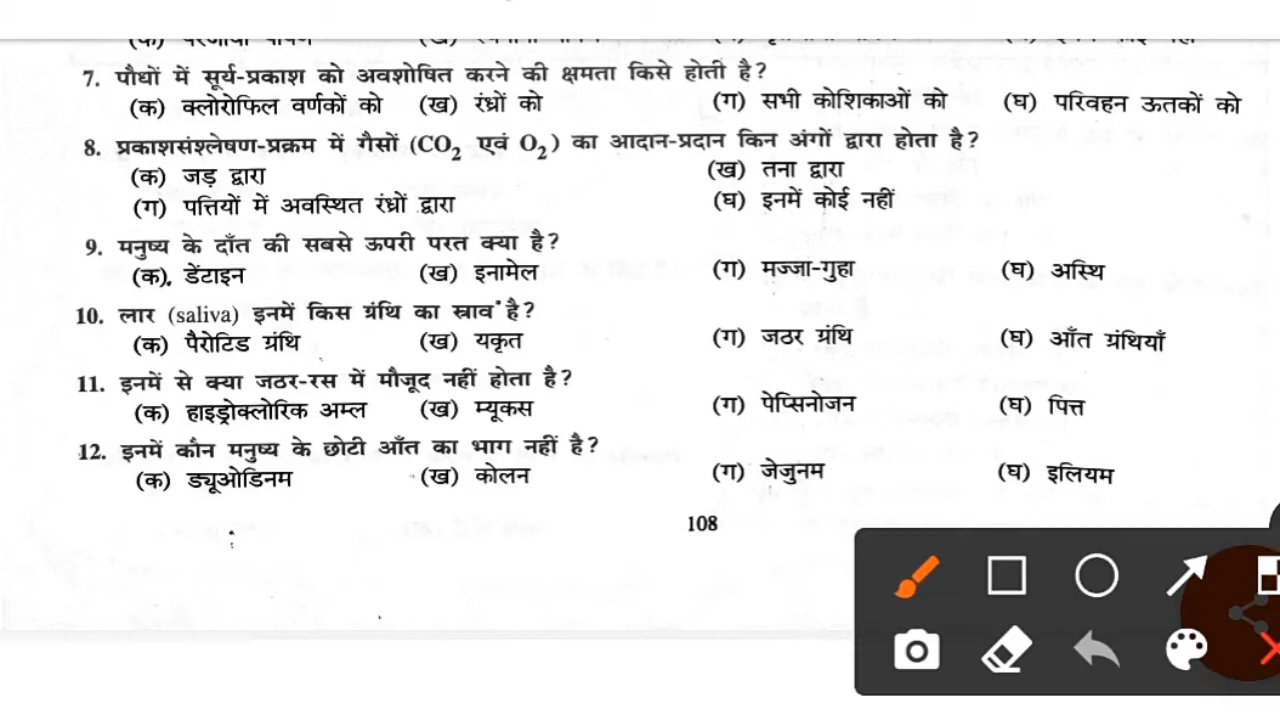 7. पौधों में सूर्य-प्रकाश को अवशोषित करने की क्षमता किसे होती है?
(क) क्लोरोफिल वर्णकों को (ख) रंध्रों को (ग) सभी कोशिकाओं को (घ) परिवहन ऊतकों को
8. प्रकाशसंश्लेषण-प्रक्रम में गैसों (CO₂ एवं O₂) का आदान-प्रदान किन अंगों द्वारा होता है?
(क) जड़ द्वारा (ख) तना द्वारा
(ग) पत्तियों में अवस्थित रंध्रों द्वारा (घ) इनमें कोई नहीं
9. मनुष्य के दाँत की सबसे ऊपरी परत क्या है?
(क) डेंटाइन (ख) इनामेल (ग) मज्जा-गुहा (घ) अस्थि
10. लार (saliva) इनमें किस ग्रंथि का स्राव है?
(क) पैरोटिड ग्रंथि (ख) यकृत (ग) जठर ग्रंथि (घ) आँत ग्रंथियाँ
11. इनमें से क्या जठर-रस में मौजूद नहीं होता है?
(क) हाइड्रोक्लोरिक अम्ल (ख) म्यूकस (ग) पेप्सिनोजन (घ) पित्त
12. इनमें कौन मनुष्य के छोटी आँत का भाग नहीं है?
(क) ड्यूओडिनम (ख) कोलन (ग) जेजुनम (घ) इलियम
108